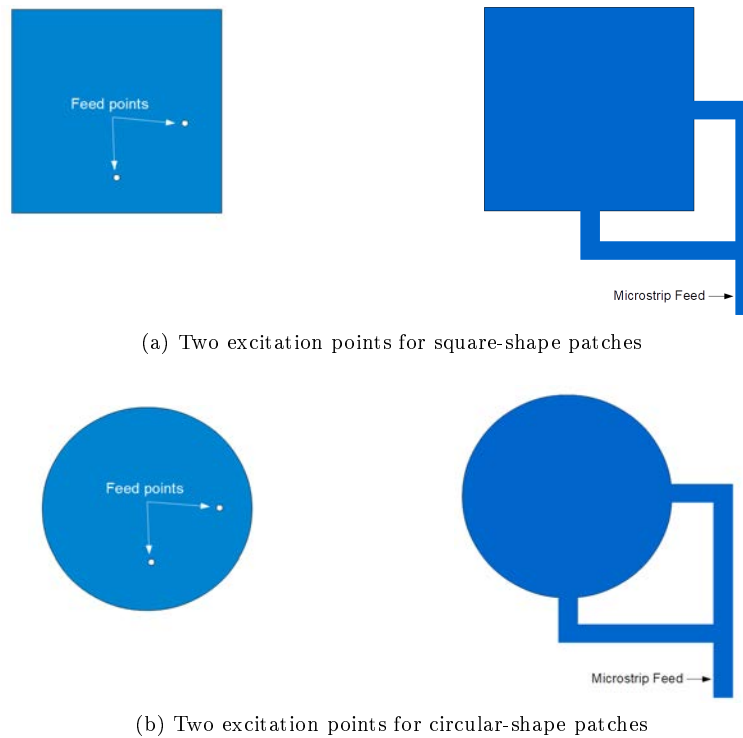 Feed points
Microstrip Feed
(a) Two excitation points for square-shape patches
Feed points
Microstrip Feed
(b) Two excitation points for circular-shape patches